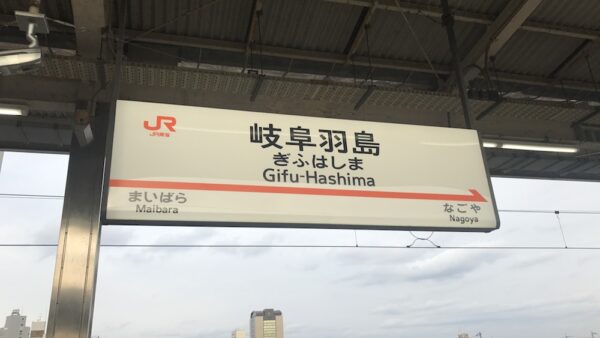 JR
JR東海
岐阜羽島
ぎふはしま
Gifu-Hashima
まいばら
Maibara
なごや
Nagoya